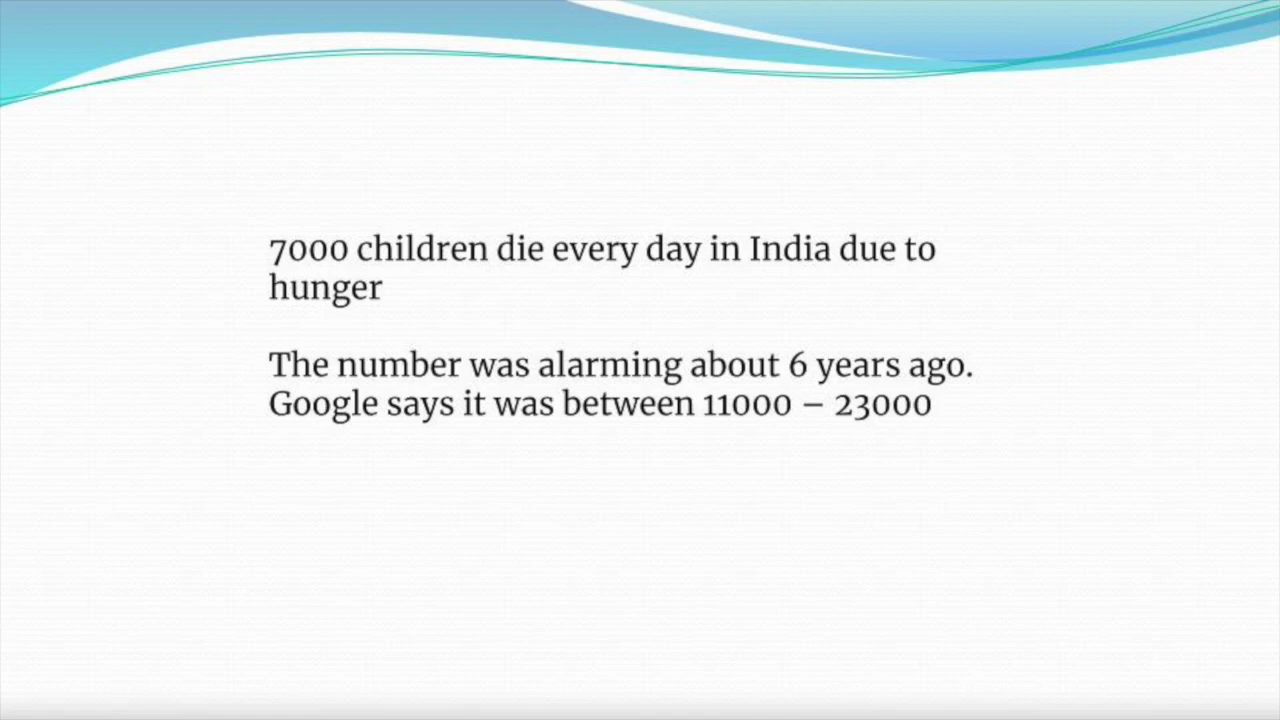 7000 children die every day in India due to
hunger
The number was alarming about 6 years ago.
Google says it was between 11000 – 23000